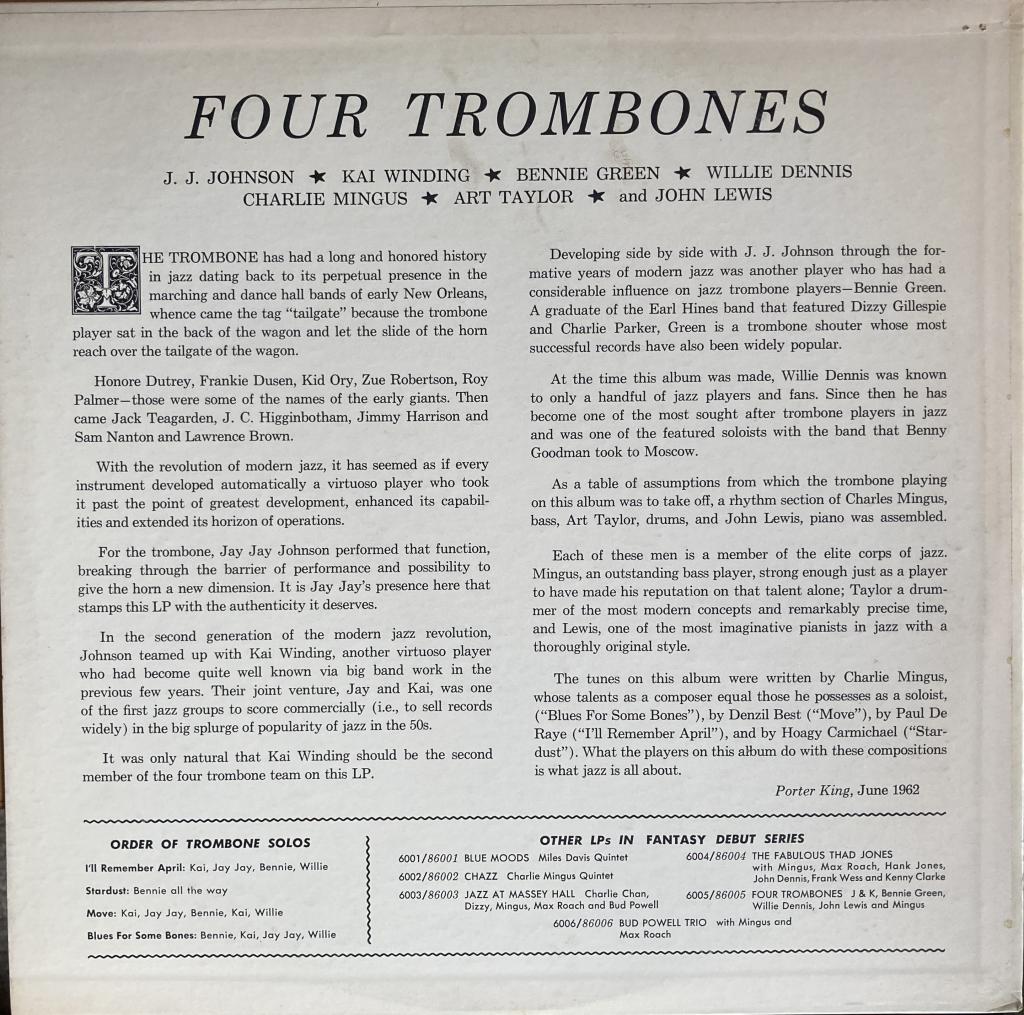 FOUR TROMBONES
J. J. JOHNSON ★ KAI WINDING ★ BENNIE GREEN ★ WILLIE DENNIS
CHARLIE MINGUS ★ ART TAYLOR ★ and JOHN LEWIS
THE TROMBONE has had a long and honored history
in jazz dating back to its perpetual presence in the
marching and dance hall bands of early New Orleans,
whence came the tag “tailgate” because the trombone
player sat in the back of the wagon and let the slide of the horn
reach over the tailgate of the wagon.
Honore Dutrey, Frankie Dusen, Kid Ory, Zue Robertson, Roy
Palmer—those were some of the names of the early giants. Then
came Jack Teagarden, J. C. Higginbotham, Jimmy Harrison and
Sam Nanton and Lawrence Brown.
With the revolution of modern jazz, it has seemed as if every
instrument developed automatically a virtuoso player who took
it past the point of greatest development, enhanced its capabil-
ities and extended its horizon of operations.
For the trombone, Jay Jay Johnson performed that function,
breaking through the barrier of performance and possibility to
give the horn a new dimension. It is Jay Jay’s presence here that
stamps this LP with the authenticity it deserves.
In the second generation of the modern jazz revolution,
Johnson teamed up with Kai Winding, another virtuoso player
who had become quite well known via big band work in the
previous few years. Their joint venture, Jay and Kai, was one
of the first jazz groups to score commercially (i.e., to sell records
widely) in the big splurge of popularity of jazz in the 50s.
It was only natural that Kai Winding should be the second
member of the four trombone team on this LP.
Developing side by side with J. J. Johnson through the for-
mative years of modern jazz was another player who has had a
considerable influence on jazz trombone players—Bennie Green.
A graduate of the Earl Hines band that featured Dizzy Gillespie
and Charlie Parker, Green is a trombone shouter whose most
successful records have also been widely popular.
At the time this album was made, Willie Dennis was known
to only a handful of jazz players and fans. Since then he has
become one of the most sought after trombone players in jazz
and was one of the featured soloists with the band that Benny
Goodman took to Moscow.
As a table of assumptions from which the trombone playing
on this album was to take off, a rhythm section of Charles Mingus,
bass, Art Taylor, drums, and John Lewis, piano was assembled.
Each of these men is a member of the elite corps of jazz.
Mingus, an outstanding bass player, strong enough just as a player
to have made his reputation on that talent alone; Taylor a drum-
mer of the most modern concepts and remarkably precise time,
and Lewis, one of the most imaginative pianists in jazz with a
thoroughly original style.
The tunes on this album were written by Charlie Mingus,
whose talents as a composer equal those he possesses as a soloist,
(“Blues For Some Bones”), by Denzil Best (“Move”), by Paul De
Raye (“I’ll Remember April”), and by Hoagy Carmichael (“Star-
dust”). What the players on this album do with these compositions
is what jazz is all about.
Porter King, June 1962
ORDER OF TROMBONE SOLOS
I’ll Remember April: Kai, Jay Jay, Bennie, Willie
Stardust: Bennie all the way
Move: Kai, Jay Jay, Bennie, Kai, Willie
Blues For Some Bones: Bennie, Kai, Jay Jay, Willie
OTHER LPs IN FANTASY DEBUT SERIES
6001/86001 BLUE MOODS Miles Davis Quintet
6002/86002 CHAZZ Charlie Mingus Quintet
6003/86003 JAZZ AT MASSEY HALL Charlie Chan,
Dizzy, Mingus, Max Roach and Bud Powell
6004/86004 THE FABULOUS THAD JONES
with Mingus, Max Roach, Hank Jones,
John Dennis, Frank Wess and Kenny Clarke
6005/86005 FOUR TROMBONES J & K, Bennie Green,
Willie Dennis, John Lewis and Mingus
6006/86006 BUD POWELL TRIO with Mingus and
Max Roach